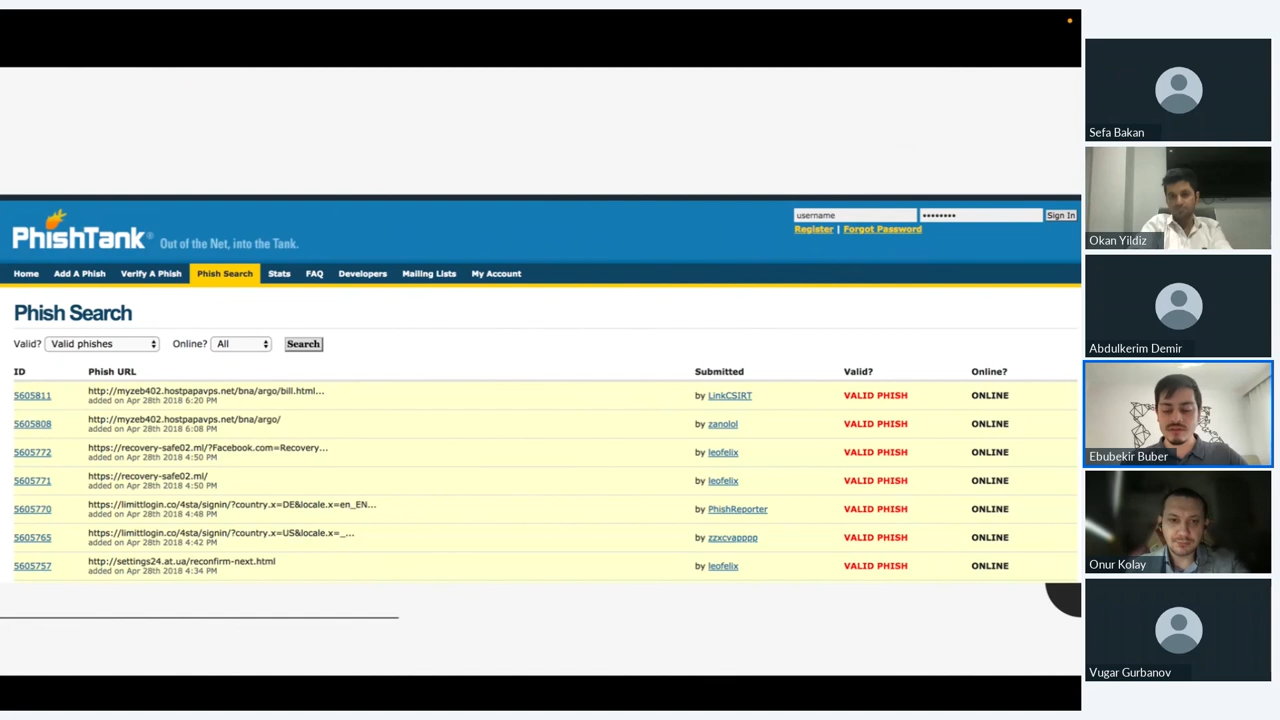 PhishTank® Out of the Net, into the Tank.
username •••••••• Sign In
Register | Forgot Password
Home Add A Phish Verify A Phish Phish Search Stats FAQ Developers Mailing Lists My Account
Phish Search
Valid? Valid phishes Online? All Search
ID Phish URL Submitted Valid? Online?
5605811 http://myzeb402.hostpapavps.net/bna/argo/bill.html... by LinkCSIRT VALID PHISH ONLINE
added on Apr 28th 2018 6:20 PM
5605808 http://myzeb402.hostpapavps.net/bna/argo/ by zanolol VALID PHISH ONLINE
added on Apr 28th 2018 6:08 PM
5605772 https://recovery-safe02.ml/?Facebook.com=Recovery... by leofelix VALID PHISH ONLINE
added on Apr 28th 2018 4:50 PM
5605771 https://recovery-safe02.ml/ by leofelix VALID PHISH ONLINE
added on Apr 28th 2018 4:50 PM
5605770 https://limittlogin.co/4sta/signin/?country.x=DE&locale.x=en_EN... by PhishReporter VALID PHISH ONLINE
added on Apr 28th 2018 4:48 PM
5605765 https://limittlogin.co/4sta/signin/?country.x=US&locale.x=_... by zzxcvapppp VALID PHISH ONLINE
added on Apr 28th 2018 4:42 PM
5605757 http://settings24.at.ua/reconfirm-next.html by leofelix VALID PHISH ONLINE
added on Apr 28th 2018 4:34 PM
Sefa Bakan
Okan Yildiz
Abdulkerim Demir
Ebubekir Buber
Onur Kolay
Vugar Gurbanov